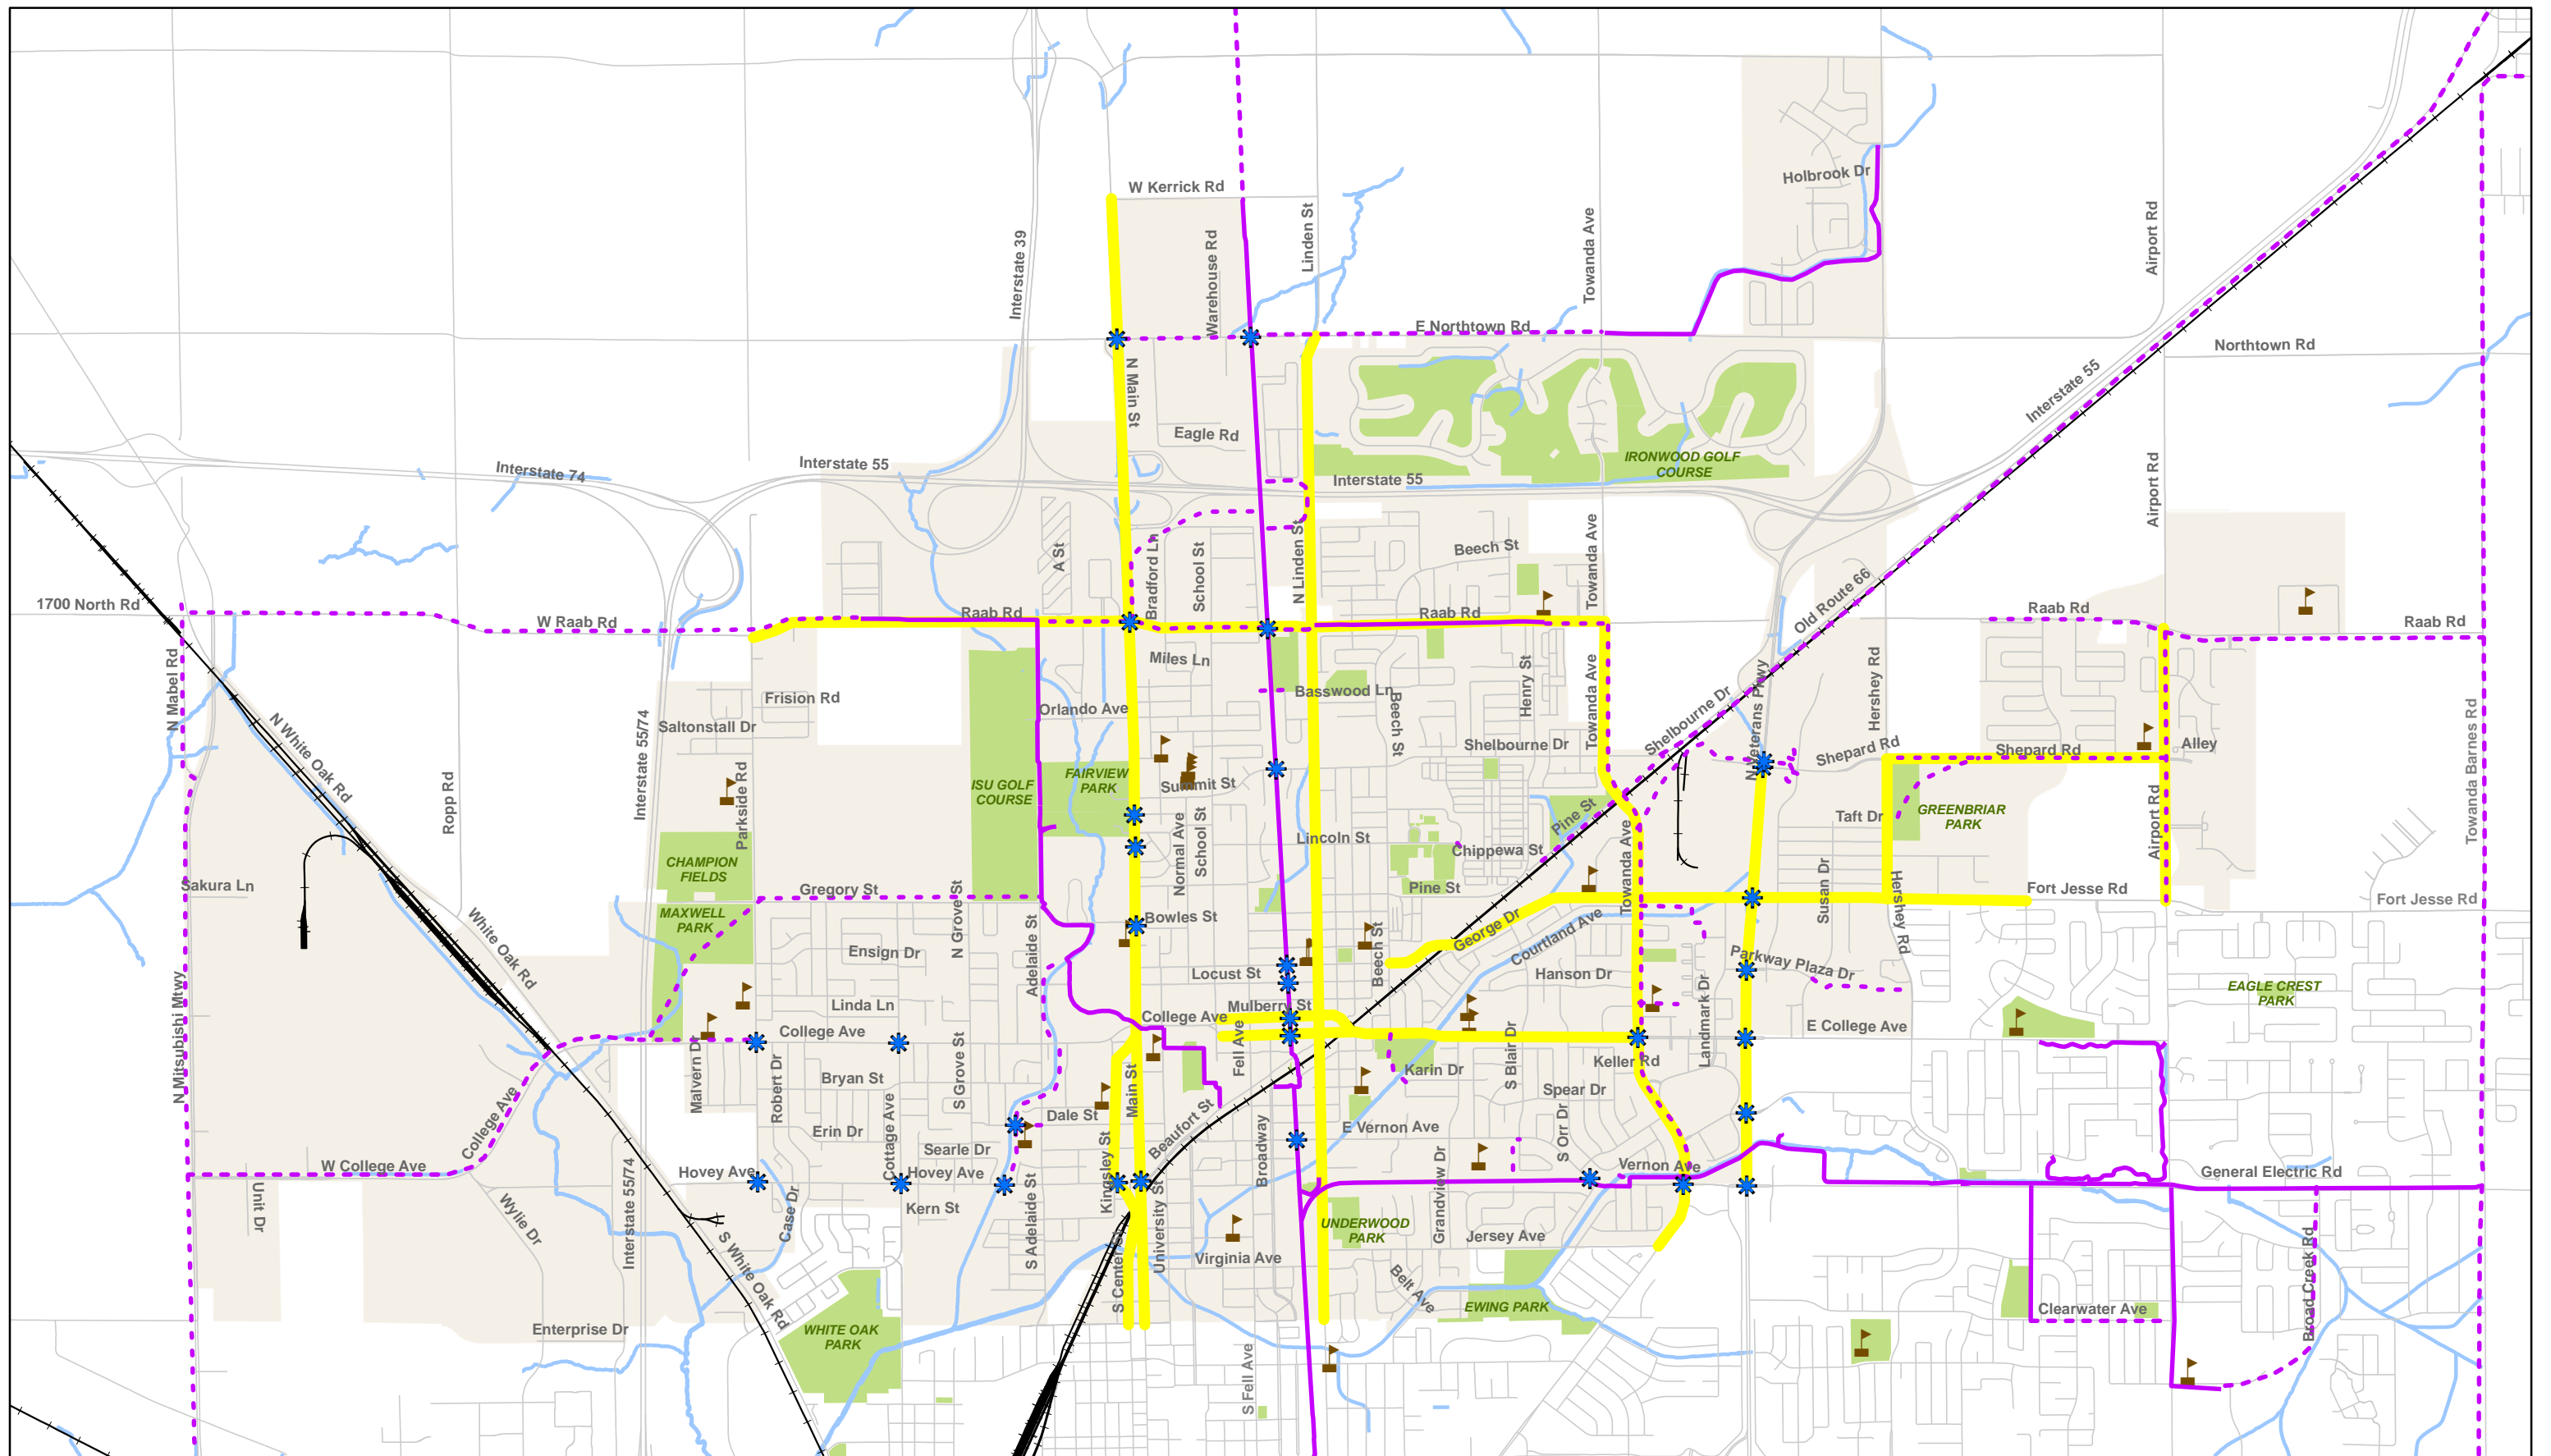 W Kerrick Rd
Holbrook Dr
Interstate 39
Warehouse Rd
Linden St
Towanda Ave
Airport Rd
E Northtown Rd
Northtown Rd
N Main St
Eagle Rd
Interstate 55
IRONWOOD GOLF
COURSE
Interstate 74
Interstate 55
Interstate 55
Airport Rd
A St
Bradford Ln
School St
N Linden St
Beech St
Towanda Ave
Old Route 66
1700 North Rd
W Raab Rd
Raab Rd
Raab Rd
Raab Rd
Raab Rd
N Mabel Rd
Miles Ln
Basswood Ln
Beech St
Henry St
Towanda Ave
Shelbourne Dr
N Veterans Pkwy
Hershey Rd
Towanda Barnes Rd
Frision Rd
Saltonstall Dr
Orlando Ave
Shelbourne Dr
Shepard Rd
Shepard Rd
Alley
N White Oak Rd
Ropp Rd
Interstate 55/74
Parkside Rd
ISU GOLF
COURSE
FAIRVIEW
PARK
Summit St
Normal Ave
School St
Lincoln St
Chippewa St
Pine St
Towanda Ave
Taft Dr
GREENBRIAR
PARK
Airport Rd
CHAMPION
FIELDS
Sakura Ln
Gregory St
N Grove St
Pine St
Susan Dr
Hershey Rd
Fort Jesse Rd
Fort Jesse Rd
MAXWELL
PARK
White Oak Rd
Ensign Dr
Adelaide St
Bowles St
Beech St
George Dr
Courtland Ave
Parkway Plaza Dr
Locust St
Hanson Dr
Landmark Dr
EAGLE CREST
PARK
N Mitsubishi Mtwy
Linda Ln
College Ave
College Ave
Mulberry St
Fell Ave
E College Ave
Malvern Dr
Robert Dr
Bryan St
S Grove St
Main St
Karin Dr
S Blair Dr
Keller Rd
Spear Dr
College Ave
Cottage Ave
Erin Dr
Searle Dr
Dale St
Beaufort St
Broadway
E Vernon Ave
S Orr Dr
W College Ave
Hovey Ave
Hovey Ave
Kingsley St
Grandview Dr
Vernon Ave
General Electric Rd
Unit Dr
Wylie Dr
Interstate 55/74
Case Dr
Kern St
S Adelaide St
S Center St
University St
Virginia Ave
UNDERWOOD
PARK
Jersey Ave
Broad Creek Rd
S White Oak Rd
Belt Ave
EWING PARK
Clearwater Ave
Enterprise Dr
WHITE OAK
PARK
S Fell Ave